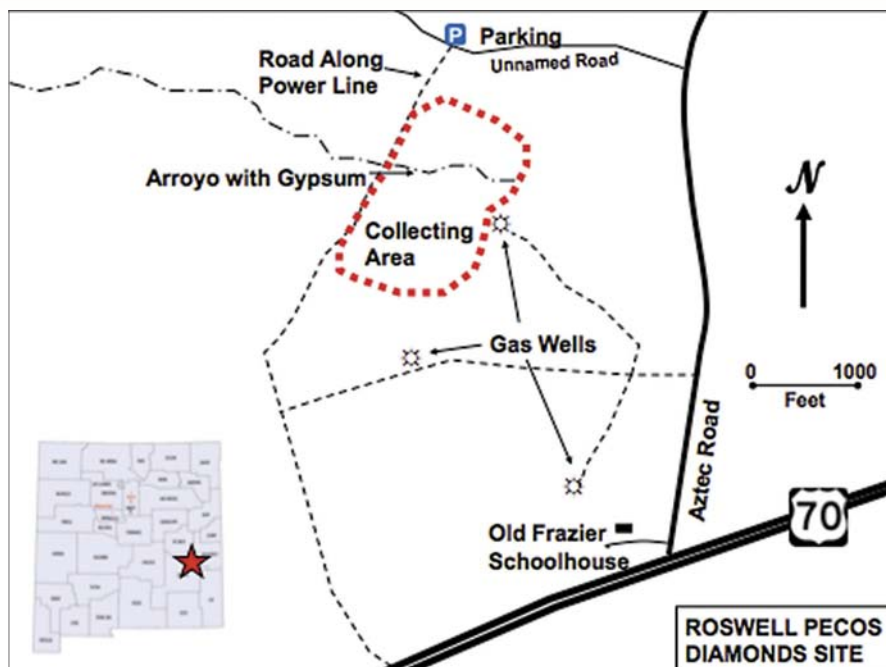 P Parking
Unnamed Road
Road Along
Power Line
Arroyo with Gypsum
Collecting
Area
N
Gas Wells
0 1000
Feet
Aztec Road
70
Old Frazier
Schoolhouse
ROSWELL PECOS
DIAMONDS SITE